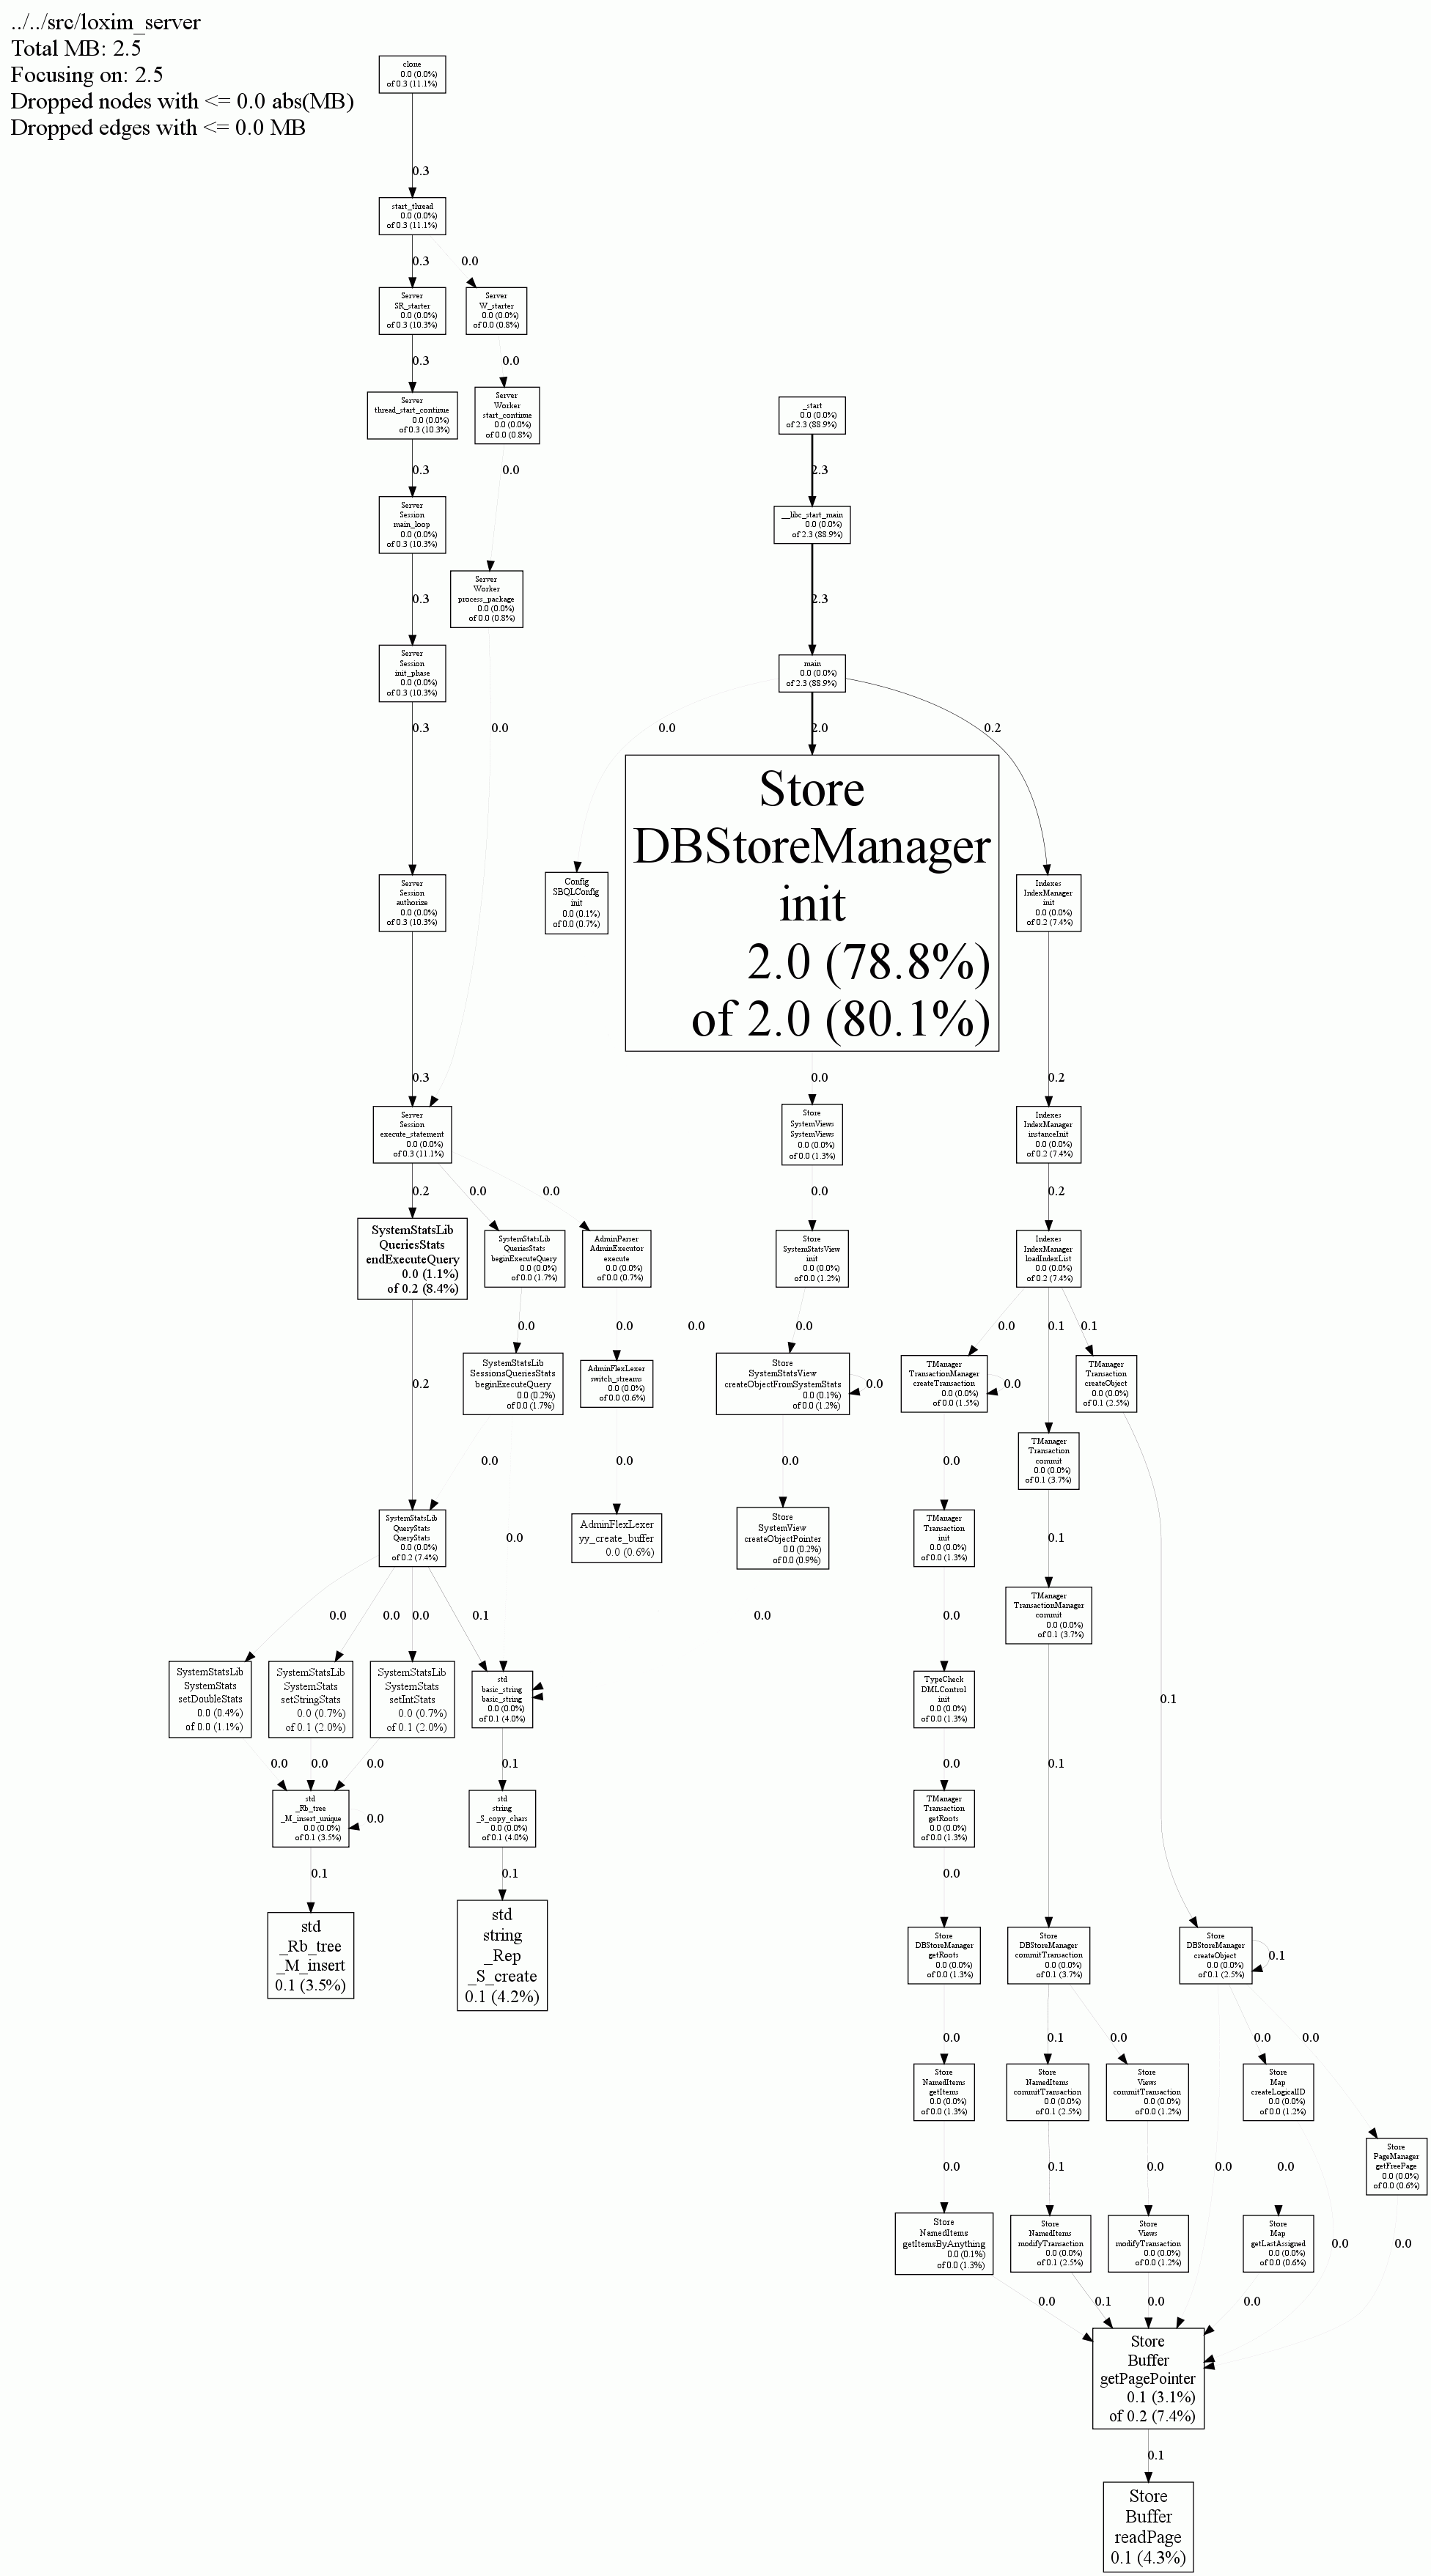 ../../src/loxim_server
Total MB: 2.5
Focusing on: 2.5
Dropped nodes with <= 0.0 abs(MB)
Dropped edges with <= 0.0 MB
clone
0.0 (0.0%)
of 0.3 (11.1%)
0.3
start_thread
0.0 (0.0%)
of 0.3 (11.1%)
0.3
0.0
Server
SR_starter
0.0 (0.0%)
of 0.3 (10.3%)
Server
W_starter
0.0 (0.0%)
of 0.0 (0.8%)
0.3
0.0
Server
thread_start_continue
0.0 (0.0%)
of 0.3 (10.3%)
Server
Worker
start_continue
0.0 (0.0%)
of 0.0 (0.8%)
_start
0.0 (0.0%)
of 2.3 (88.9%)
0.3
0.0
2.3
Server
Session
main_loop
0.0 (0.0%)
of 0.3 (10.3%)
__libc_start_main
0.0 (0.0%)
of 2.3 (88.9%)
Server
Worker
process_package
0.0 (0.0%)
of 0.0 (0.8%)
0.3
2.3
Server
Session
init_phase
0.0 (0.0%)
of 0.3 (10.3%)
main
0.0 (0.0%)
of 2.3 (88.9%)
0.3
0.0
0.0
2.0
0.2
Store
DBStoreManager
init
2.0 (78.8%)
of 2.0 (80.1%)
Server
Session
authorize
0.0 (0.0%)
of 0.3 (10.3%)
Config
SBQLConfig
init
0.0 (0.1%)
of 0.0 (0.7%)
Indexes
IndexManager
init
0.0 (0.0%)
of 0.2 (7.4%)
0.3
0.0
0.2
Server
Session
execute_statement
0.0 (0.0%)
of 0.3 (11.1%)
Store
SystemViews
SystemViews
0.0 (0.0%)
of 0.0 (1.3%)
Indexes
IndexManager
instanceInit
0.0 (0.0%)
of 0.2 (7.4%)
0.2
0.0
0.0
0.0
0.2
SystemStatsLib
QueriesStats
endExecuteQuery
0.0 (1.1%)
of 0.2 (8.4%)
SystemStatsLib
QueriesStats
beginExecuteQuery
0.0 (0.0%)
of 0.0 (1.7%)
AdminParser
AdminExecutor
execute
0.0 (0.0%)
of 0.0 (0.7%)
Store
SystemStatsView
init
0.0 (0.0%)
of 0.0 (1.2%)
Indexes
IndexManager
loadIndexList
0.0 (0.0%)
of 0.2 (7.4%)
0.0
0.0
0.0
0.0
0.0
0.1
0.1
0.2
SystemStatsLib
SessionsQueriesStats
beginExecuteQuery
0.0 (0.2%)
of 0.0 (1.7%)
AdminFlexLexer
switch_streams
0.0 (0.0%)
of 0.0 (0.6%)
Store
SystemStatsView
createObjectFromSystemStats
0.0 (0.1%)
of 0.0 (1.2%)
0.0
TManager
TransactionManager
createTransaction
0.0 (0.0%)
of 0.0 (1.5%)
0.0
TManager
Transaction
createObject
0.0 (0.0%)
of 0.1 (2.5%)
TManager
Transaction
commit
0.0 (0.0%)
of 0.1 (3.7%)
0.0
0.0
0.0
0.0
SystemStatsLib
QueryStats
QueryStats
0.0 (0.0%)
of 0.2 (7.4%)
0.0
AdminFlexLexer
yy_create_buffer
0.0 (0.6%)
Store
SystemView
createObjectPointer
0.0 (0.2%)
of 0.0 (0.9%)
TManager
Transaction
init
0.0 (0.0%)
of 0.0 (1.3%)
0.1
TManager
TransactionManager
commit
0.0 (0.0%)
of 0.1 (3.7%)
0.0
0.0
0.0
0.1
0.0
0.0
SystemStatsLib
SystemStats
setDoubleStats
0.0 (0.4%)
of 0.0 (1.1%)
SystemStatsLib
SystemStats
setStringStats
0.0 (0.7%)
of 0.1 (2.0%)
SystemStatsLib
SystemStats
setIntStats
0.0 (0.7%)
of 0.1 (2.0%)
std
basic_string
basic_string
0.0 (0.0%)
of 0.1 (4.0%)
TypeCheck
DMLControl
init
0.0 (0.0%)
of 0.0 (1.3%)
0.1
0.0
0.0
0.0
0.1
0.0
0.1
std
_Rb_tree
_M_insert_unique
0.0 (0.0%)
of 0.1 (3.5%)
0.0
std
string
_S_copy_chars
0.0 (0.0%)
of 0.1 (4.0%)
TManager
Transaction
getRoots
0.0 (0.0%)
of 0.0 (1.3%)
0.1
0.1
0.0
std
_Rb_tree
_M_insert
0.1 (3.5%)
std
string
_Rep
_S_create
0.1 (4.2%)
Store
DBStoreManager
getRoots
0.0 (0.0%)
of 0.0 (1.3%)
Store
DBStoreManager
commitTransaction
0.0 (0.0%)
of 0.1 (3.7%)
Store
DBStoreManager
createObject
0.0 (0.0%)
of 0.1 (2.5%)
0.1
0.0
0.1
0.0
0.0
0.0
Store
NamedItems
getItems
0.0 (0.0%)
of 0.0 (1.3%)
Store
NamedItems
commitTransaction
0.0 (0.0%)
of 0.1 (2.5%)
Store
Views
commitTransaction
0.0 (0.0%)
of 0.0 (1.2%)
Store
Map
createLogicalID
0.0 (0.0%)
of 0.0 (1.2%)
Store
PageManager
getFreePage
0.0 (0.0%)
of 0.0 (0.6%)
0.0
0.1
0.0
0.0
0.0
Store
NamedItems
getItemsByAnything
0.0 (0.1%)
of 0.0 (1.3%)
Store
NamedItems
modifyTransaction
0.0 (0.0%)
of 0.1 (2.5%)
Store
Views
modifyTransaction
0.0 (0.0%)
of 0.0 (1.2%)
Store
Map
getLastAssigned
0.0 (0.0%)
of 0.0 (0.6%)
0.0
0.0
0.0
0.1
0.0
0.0
Store
Buffer
getPagePointer
0.1 (3.1%)
of 0.2 (7.4%)
0.1
Store
Buffer
readPage
0.1 (4.3%)